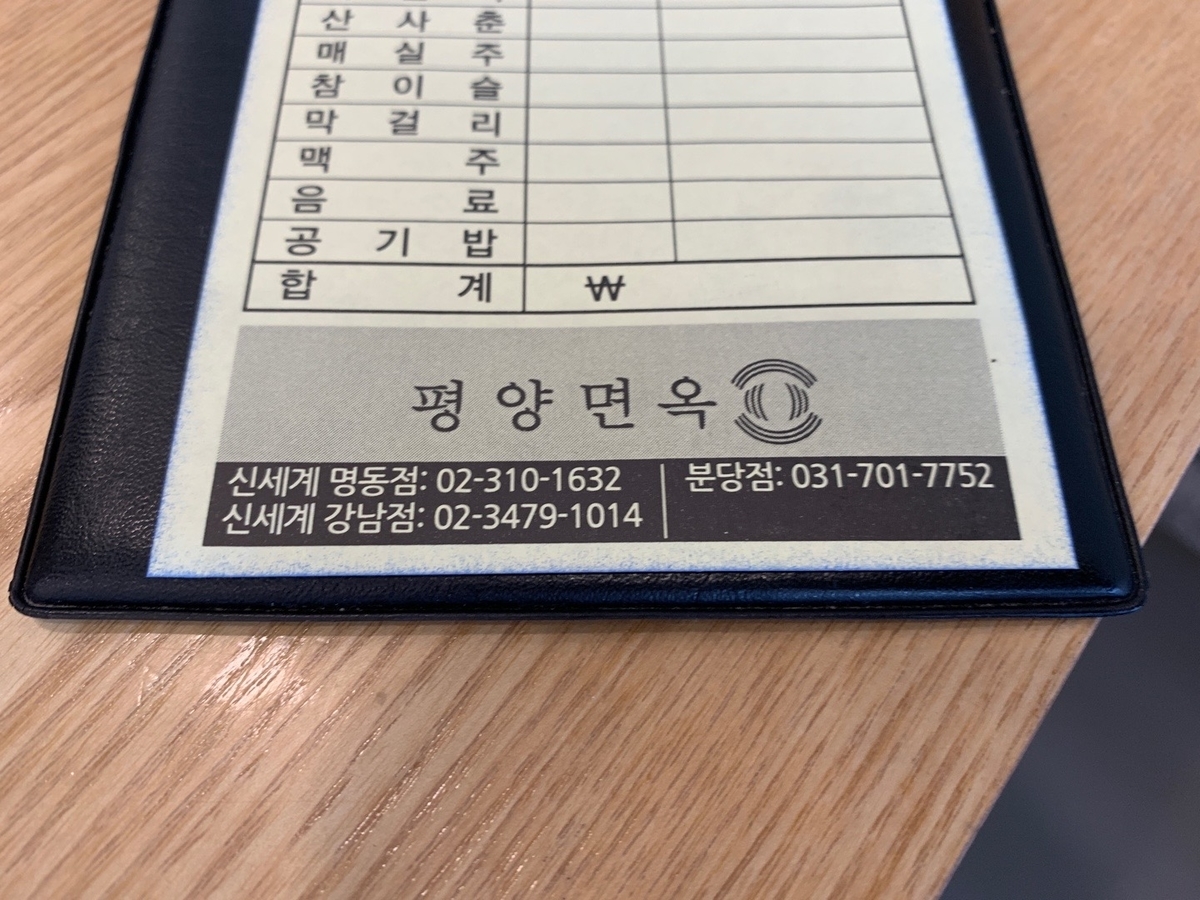 산 사 춘
매 실 주
참 이 슬
막 걸 리
맥 주
음 료
공 기 밥
합 계 ₩
평 양 면 옥
신세계 명동점: 02-310-1632
신세계 강남점: 02-3479-1014
분당점: 031-701-7752